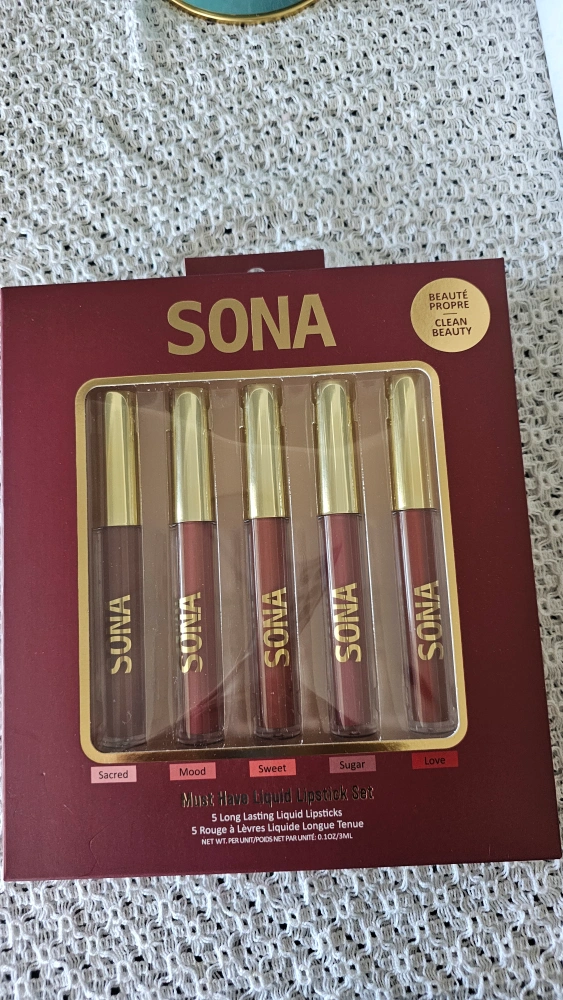 SONA
BEAUTÉ
PROPRE
CLEAN
BEAUTY
SONA
SONA
SONA
SONA
SONA
Sacred
Mood
Sweet
Sugar
Love
Must Have Liquid Lipstick Set
5 Long Lasting Liquid Lipsticks
5 Rouge à Lèvres Liquide Longue Tenue
NET WT. PER UNIT/POIDS NET PAR UNITÉ: 0.1OZ/3ML